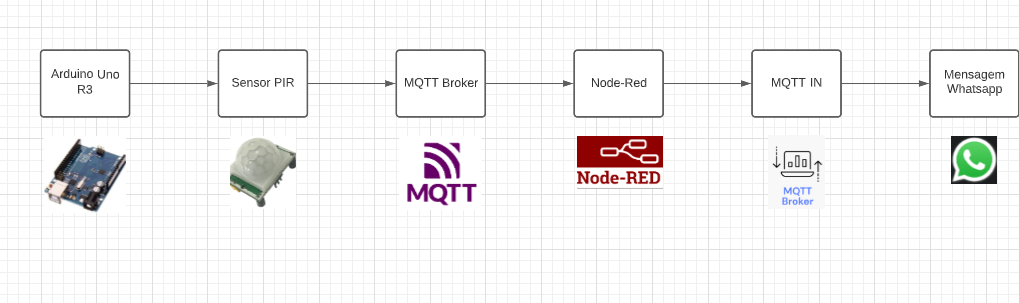 Arduino Uno
R3
Sensor PIR
MQTT Broker
Node-Red
MQTT IN
Mensagem
Whatsapp
MQTT
Node-RED
MQTT
Broker